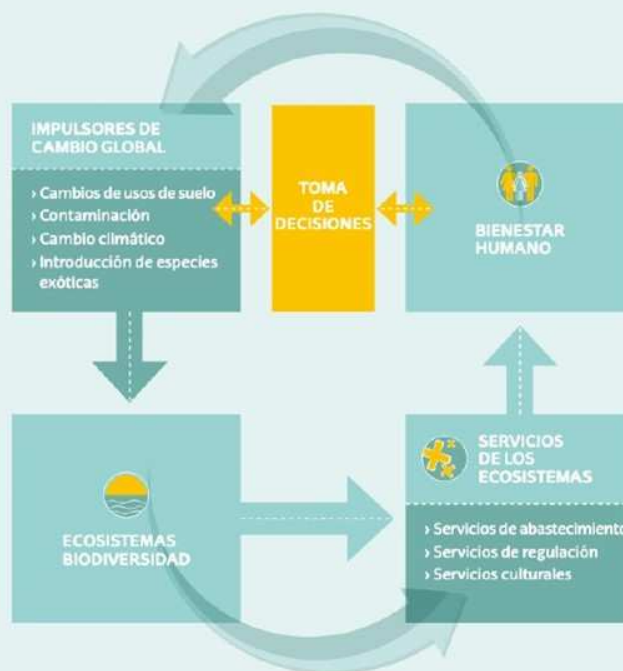 IMPULSORES DE
CAMBIO GLOBAL
› Cambios de usos de suelo
› Contaminación
› Cambio climático
› Introducción de especies
exóticas
TOMA
DE
DECISIONES
BIENESTAR
HUMANO
ECOSISTEMAS
BIODIVERSIDAD
SERVICIOS
DE LOS
ECOSISTEMAS
› Servicios de abastecimiento
› Servicios de regulación
› Servicios culturales